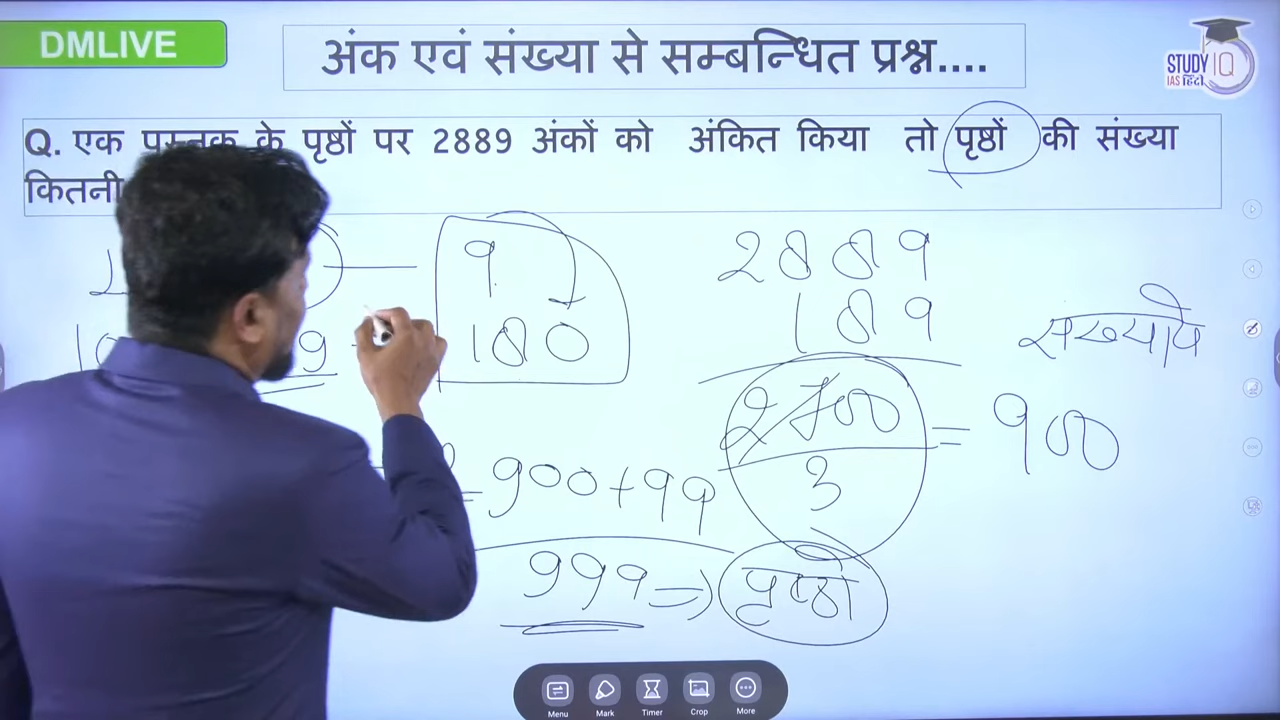 DMLIVE
अंक एवं संख्या से सम्बन्धित प्रश्न....
STUDY IQ
IAS हिंदी
Q. एक पुस्तक के पृष्ठों पर 2889 अंकों को अंकित किया तो पृष्ठों की संख्या
कितनी
9
2889
180
189
संख्याये
2700
3
= 900
= 900+99
999 => पृष्ठो
Menu Mark Timer Crop More